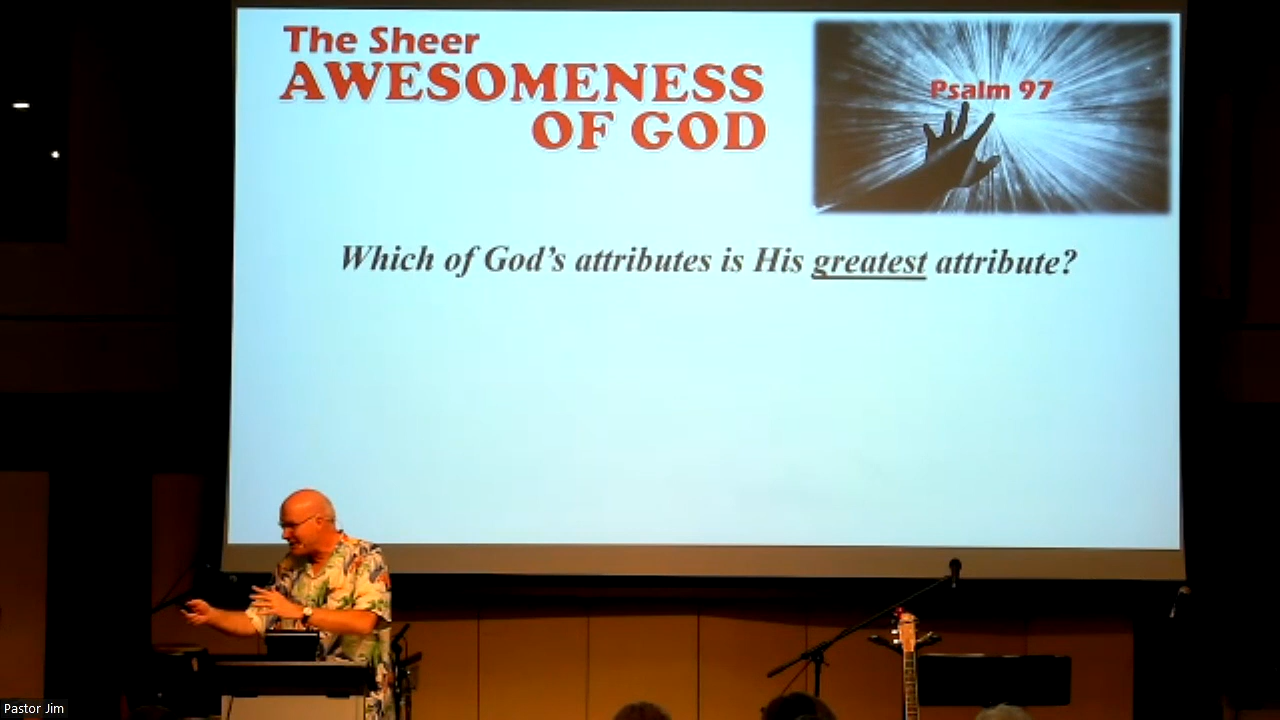 The Sheer
AWESOMENESS
OF GOD
Psalm 97
Which of God's attributes is His greatest attribute?
Pastor Jim